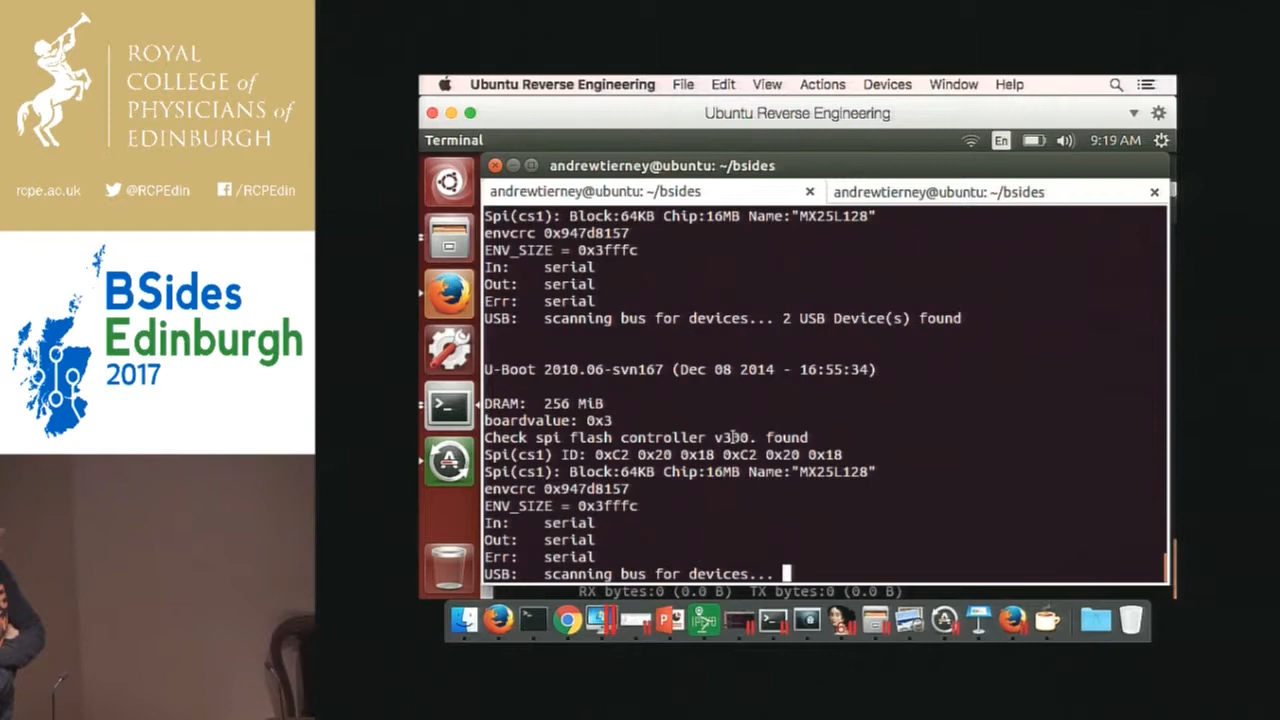 ROYAL
COLLEGE of
PHYSICIANS of
EDINBURGH
rcpe.ac.uk
@RCPEdin
/RCPEdin
BSides
Edinburgh
2017
Ubuntu Reverse Engineering File Edit View Actions Devices Window Help
Ubuntu Reverse Engineering
Terminal
En
9:19 AM
andrewtierney@ubuntu: ~/bsides
andrewtierney@ubuntu: ~/bsides
andrewtierney@ubuntu: ~/bsides
Spi(cs1): Block:64KB Chip:16MB Name:"MX25L128"
envcrc 0x947d8157
ENV_SIZE = 0x3fffc
In: serial
Out: serial
Err: serial
USB: scanning bus for devices... 2 USB Device(s) found
U-Boot 2010.06-svn167 (Dec 08 2014 - 16:55:34)
DRAM: 256 MiB
boardvalue: 0x3
Check spi flash controller v300. found
Spi(cs1) ID: 0xC2 0x20 0x18 0xC2 0x20 0x18
Spi(cs1): Block:64KB Chip:16MB Name:"MX25L128"
envcrc 0x947d8157
ENV_SIZE = 0x3fffc
In: serial
Out: serial
Err: serial
USB: scanning bus for devices...
RX bytes:0 (0.0 B) TX bytes:0 (0.0 B)